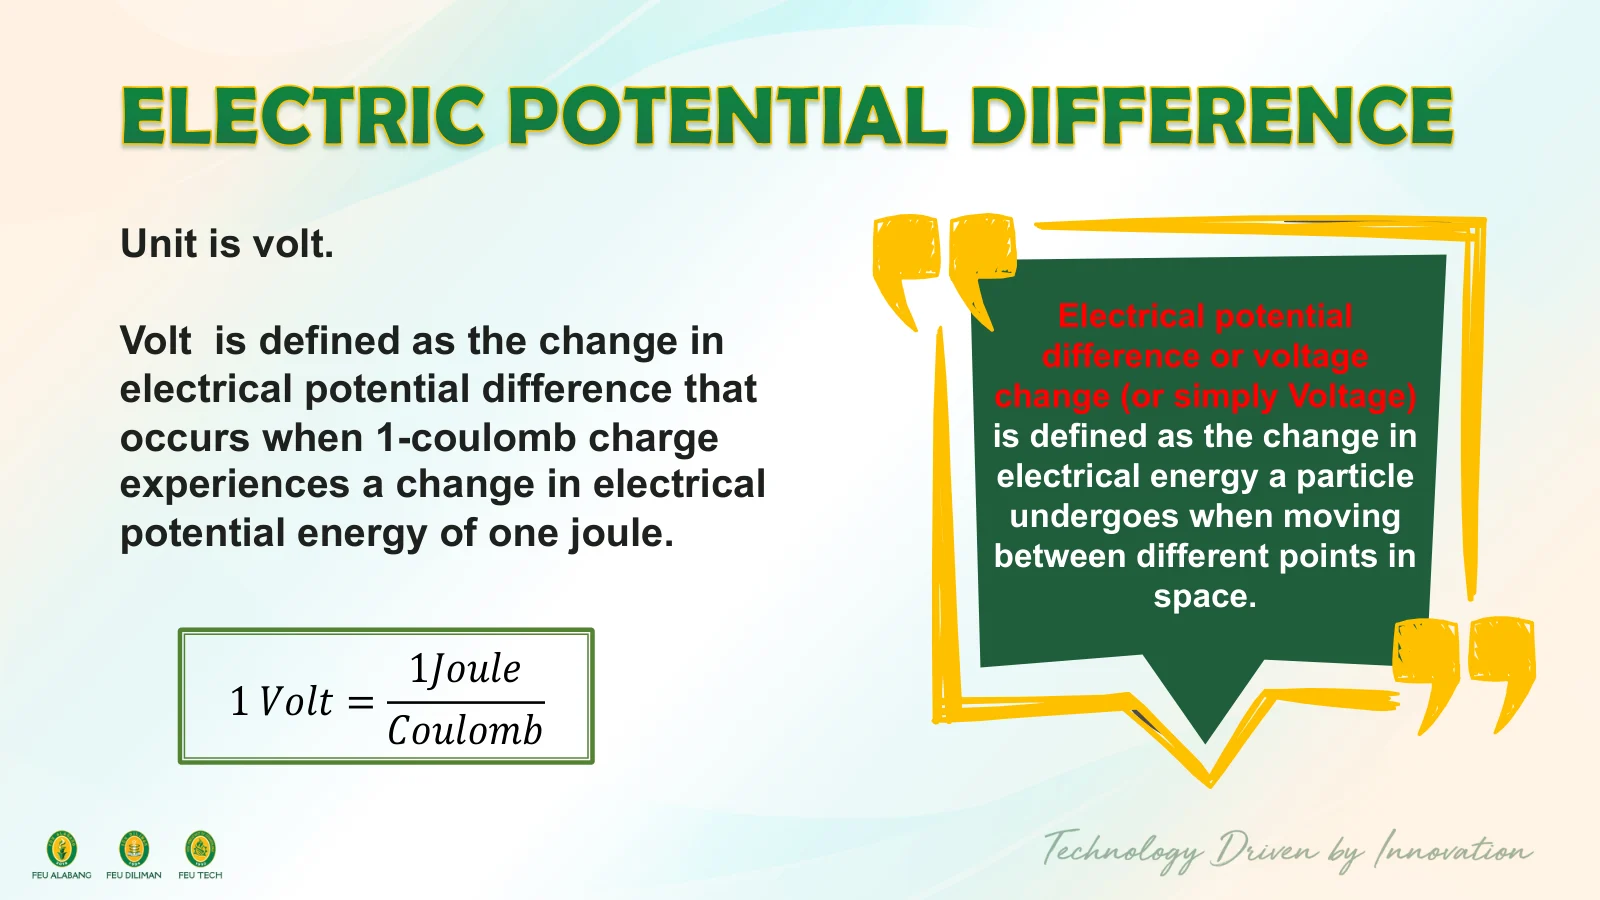 ELECTRIC POTENTIAL DIFFERENCE
Unit is volt.
Volt is defined as the change in
electrical potential difference that
occurs when 1-coulomb charge
experiences a change in electrical
potential energy of one joule.
1 Volt = 1Joule / Coulomb
Electrical potential
difference or voltage
change (or simply Voltage)
is defined as the change in
electrical energy a particle
undergoes when moving
between different points in
space.
FEU ALABANG
FEU DILIMAN
FEU TECH
Technology Driven by Innovation